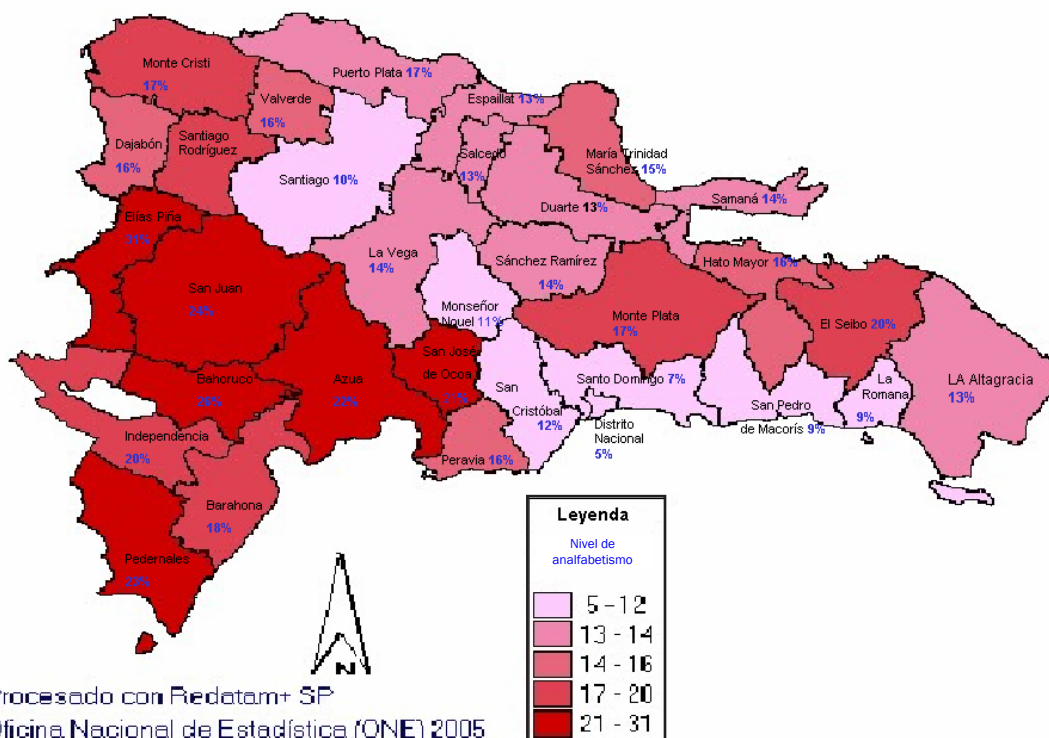 Monte Cristi
17%
Puerto Plata 17%
Valverde
16%
Espaillat 13%
Dajabón
16%
Santiago
Rodríguez
Salcedo
13%
María Trinidad
Sánchez 15%
Santiago 10%
Samaná 14%
Duarte 13%
Elías Piña
31%
La Vega
14%
Sánchez Ramírez
14%
Hato Mayor 16%
San Juan
24%
Monseñor
Nouel 11%
Monte Plata
17%
El Seibo 20%
San José
de Ocoa
21%
Bahoruco
Azua
22%
San
Cristóbal
12%
Santo Domingo 7%
La
Romana
9%
LA Altagracia
13%
San Pedro
de Macorís 9%
Distrito
Nacional
5%
Independencia
20%
Peravia 16%
Barahona
18%
Pedernales
23%
Leyenda
Nivel de
analfabetismo
5 - 12
13 - 14
14 - 16
17 - 20
21 - 31
N
rocesado con Redatam+ SP
ficina Nacional de Estadística (ONE) 2005